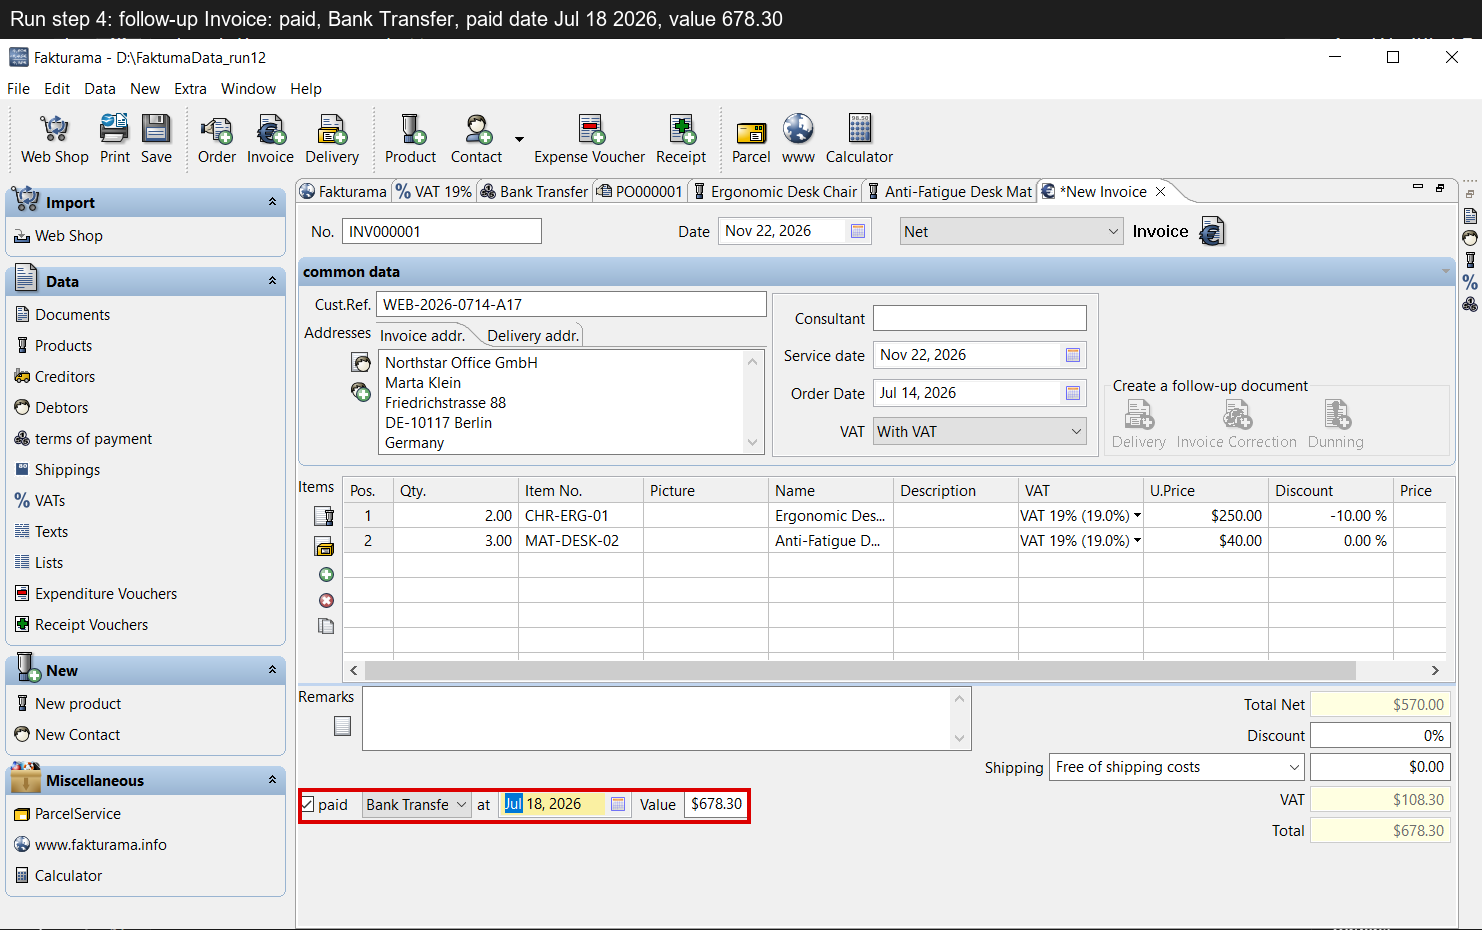 Run step 4: follow-up Invoice: paid, Bank Transfer, paid date Jul 18 2026, value 678.30
Fakturama - D:\FaktumaData_run12
File Edit Data New Extra Window Help
Web Shop Print Save Order Invoice Delivery Product Contact Expense Voucher Receipt Parcel www Calculator
Import
Web Shop
Data
Documents
Products
Creditors
Debtors
terms of payment
Shippings
VATs
Texts
Lists
Expenditure Vouchers
Receipt Vouchers
New
New product
New Contact
Miscellaneous
ParcelService
www.fakturama.info
Calculator
Fakturama VAT 19% Bank Transfer PO000001 Ergonomic Desk Chair Anti-Fatigue Desk Mat *New Invoice
No. INV000001 Date Nov 22, 2026 Net Invoice
common data
Cust.Ref. WEB-2026-0714-A17
Addresses Invoice addr. Delivery addr.
Northstar Office GmbH
Marta Klein
Friedrichstrasse 88
DE-10117 Berlin
Germany
Consultant
Service date Nov 22, 2026
Order Date Jul 14, 2026
VAT With VAT
Create a follow-up document
Delivery Invoice Correction Dunning
Items Pos. Qty. Item No. Picture Name Description VAT U.Price Discount Price
1 2.00 CHR-ERG-01 Ergonomic Des... VAT 19% (19.0%) $250.00 -10.00 %
2 3.00 MAT-DESK-02 Anti-Fatigue D... VAT 19% (19.0%) $40.00 0.00 %
Remarks
Total Net $570.00
Discount 0%
Shipping Free of shipping costs $0.00
VAT $108.30
Total $678.30
paid Bank Transfe at Jul 18, 2026 Value $678.30